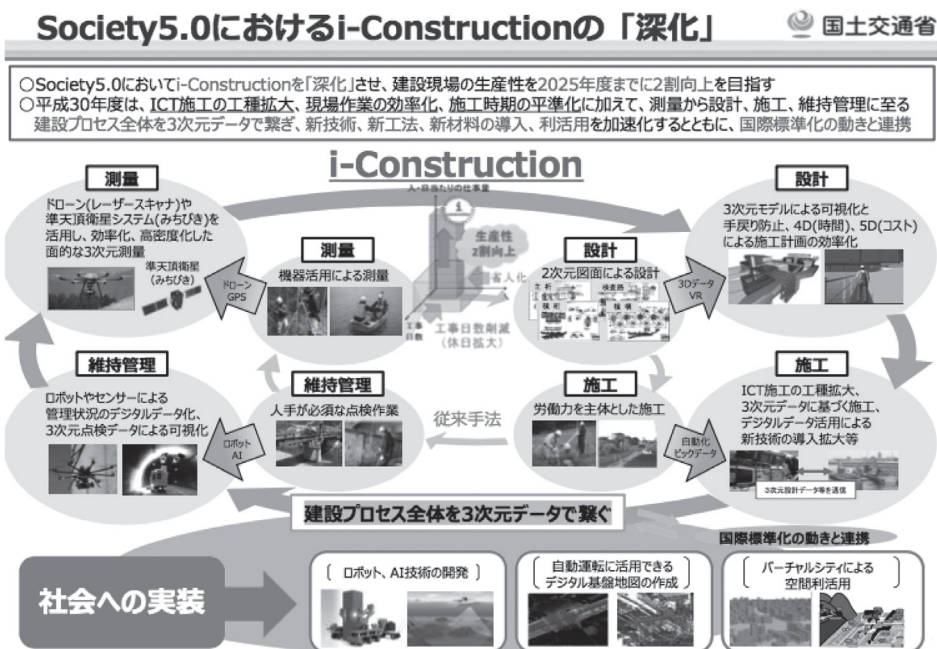 Society5.0におけるi-Constructionの「深化」
国土交通省
○Society5.0においてi-Constructionを「深化」させ、建設現場の生産性を2025年度までに2割向上を目指す
○平成30年度は、ICT施工の工種拡大、現場作業の効率化、施工時期の平準化に加えて、測量から設計、施工、維持管理に至る
建設プロセス全体を3次元データで繋ぎ、新技術、新工法、新材料の導入、利活用を加速化するとともに、国際標準化の動きと連携
i-Construction
測量
ドローン(レーザースキャナ)や
準天頂衛星システム(みちびき)を
活用し、効率化、高密度化した
面的な3次元測量
準天頂衛星
(みちびき)
ドローン
GPS
測量
機器活用による測量
人・日当たりの仕事量
i
生産性
2割向上
省人化
工事
日数
工事日数削減
(休日拡大)
設計
2次元図面による設計
3Dデータ
VR
設計
3次元モデルによる可視化と
手戻り防止、4D(時間)、5D(コスト)
による施工計画の効率化
維持管理
ロボットやセンサーによる
管理状況のデジタルデータ化、
3次元点検データによる可視化
ロボット
AI
維持管理
人手が必須な点検作業
従来手法
施工
労働力を主体とした施工
自動化
ビックデータ
施工
ICT施工の工種拡大、
3次元データに基づく施工、
デジタルデータ活用による
新技術の導入拡大等
3次元設計データ等を通信
建設プロセス全体を3次元データで繋ぐ
国際標準化の動きと連携
社会への実装
ロボット、AI技術の開発
自動運転に活用できる
デジタル基盤地図の作成
バーチャルシティによる
空間利活用